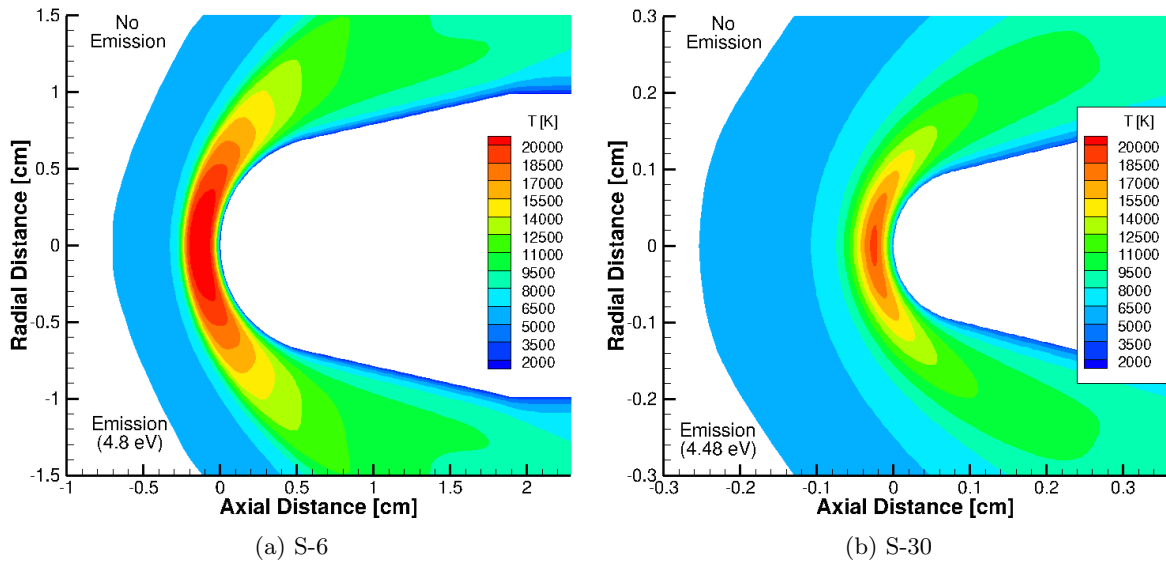 No
Emission
Emission
(4.8 eV)
T [K]
20000
18500
17000
15500
14000
12500
11000
9500
8000
6500
5000
3500
2000
Radial Distance [cm]
1.5
1
0.5
0
-0.5
-1
-1.5
-1 -0.5 0 0.5 1 1.5 2
Axial Distance [cm]
(a) S-6
No
Emission
Emission
(4.48 eV)
T [K]
20000
18500
17000
15500
14000
12500
11000
9500
8000
6500
5000
3500
2000
Radial Distance [cm]
0.3
0.2
0.1
0
-0.1
-0.2
-0.3
-0.3 -0.2 -0.1 0 0.1 0.2 0.3
Axial Distance [cm]
(b) S-30